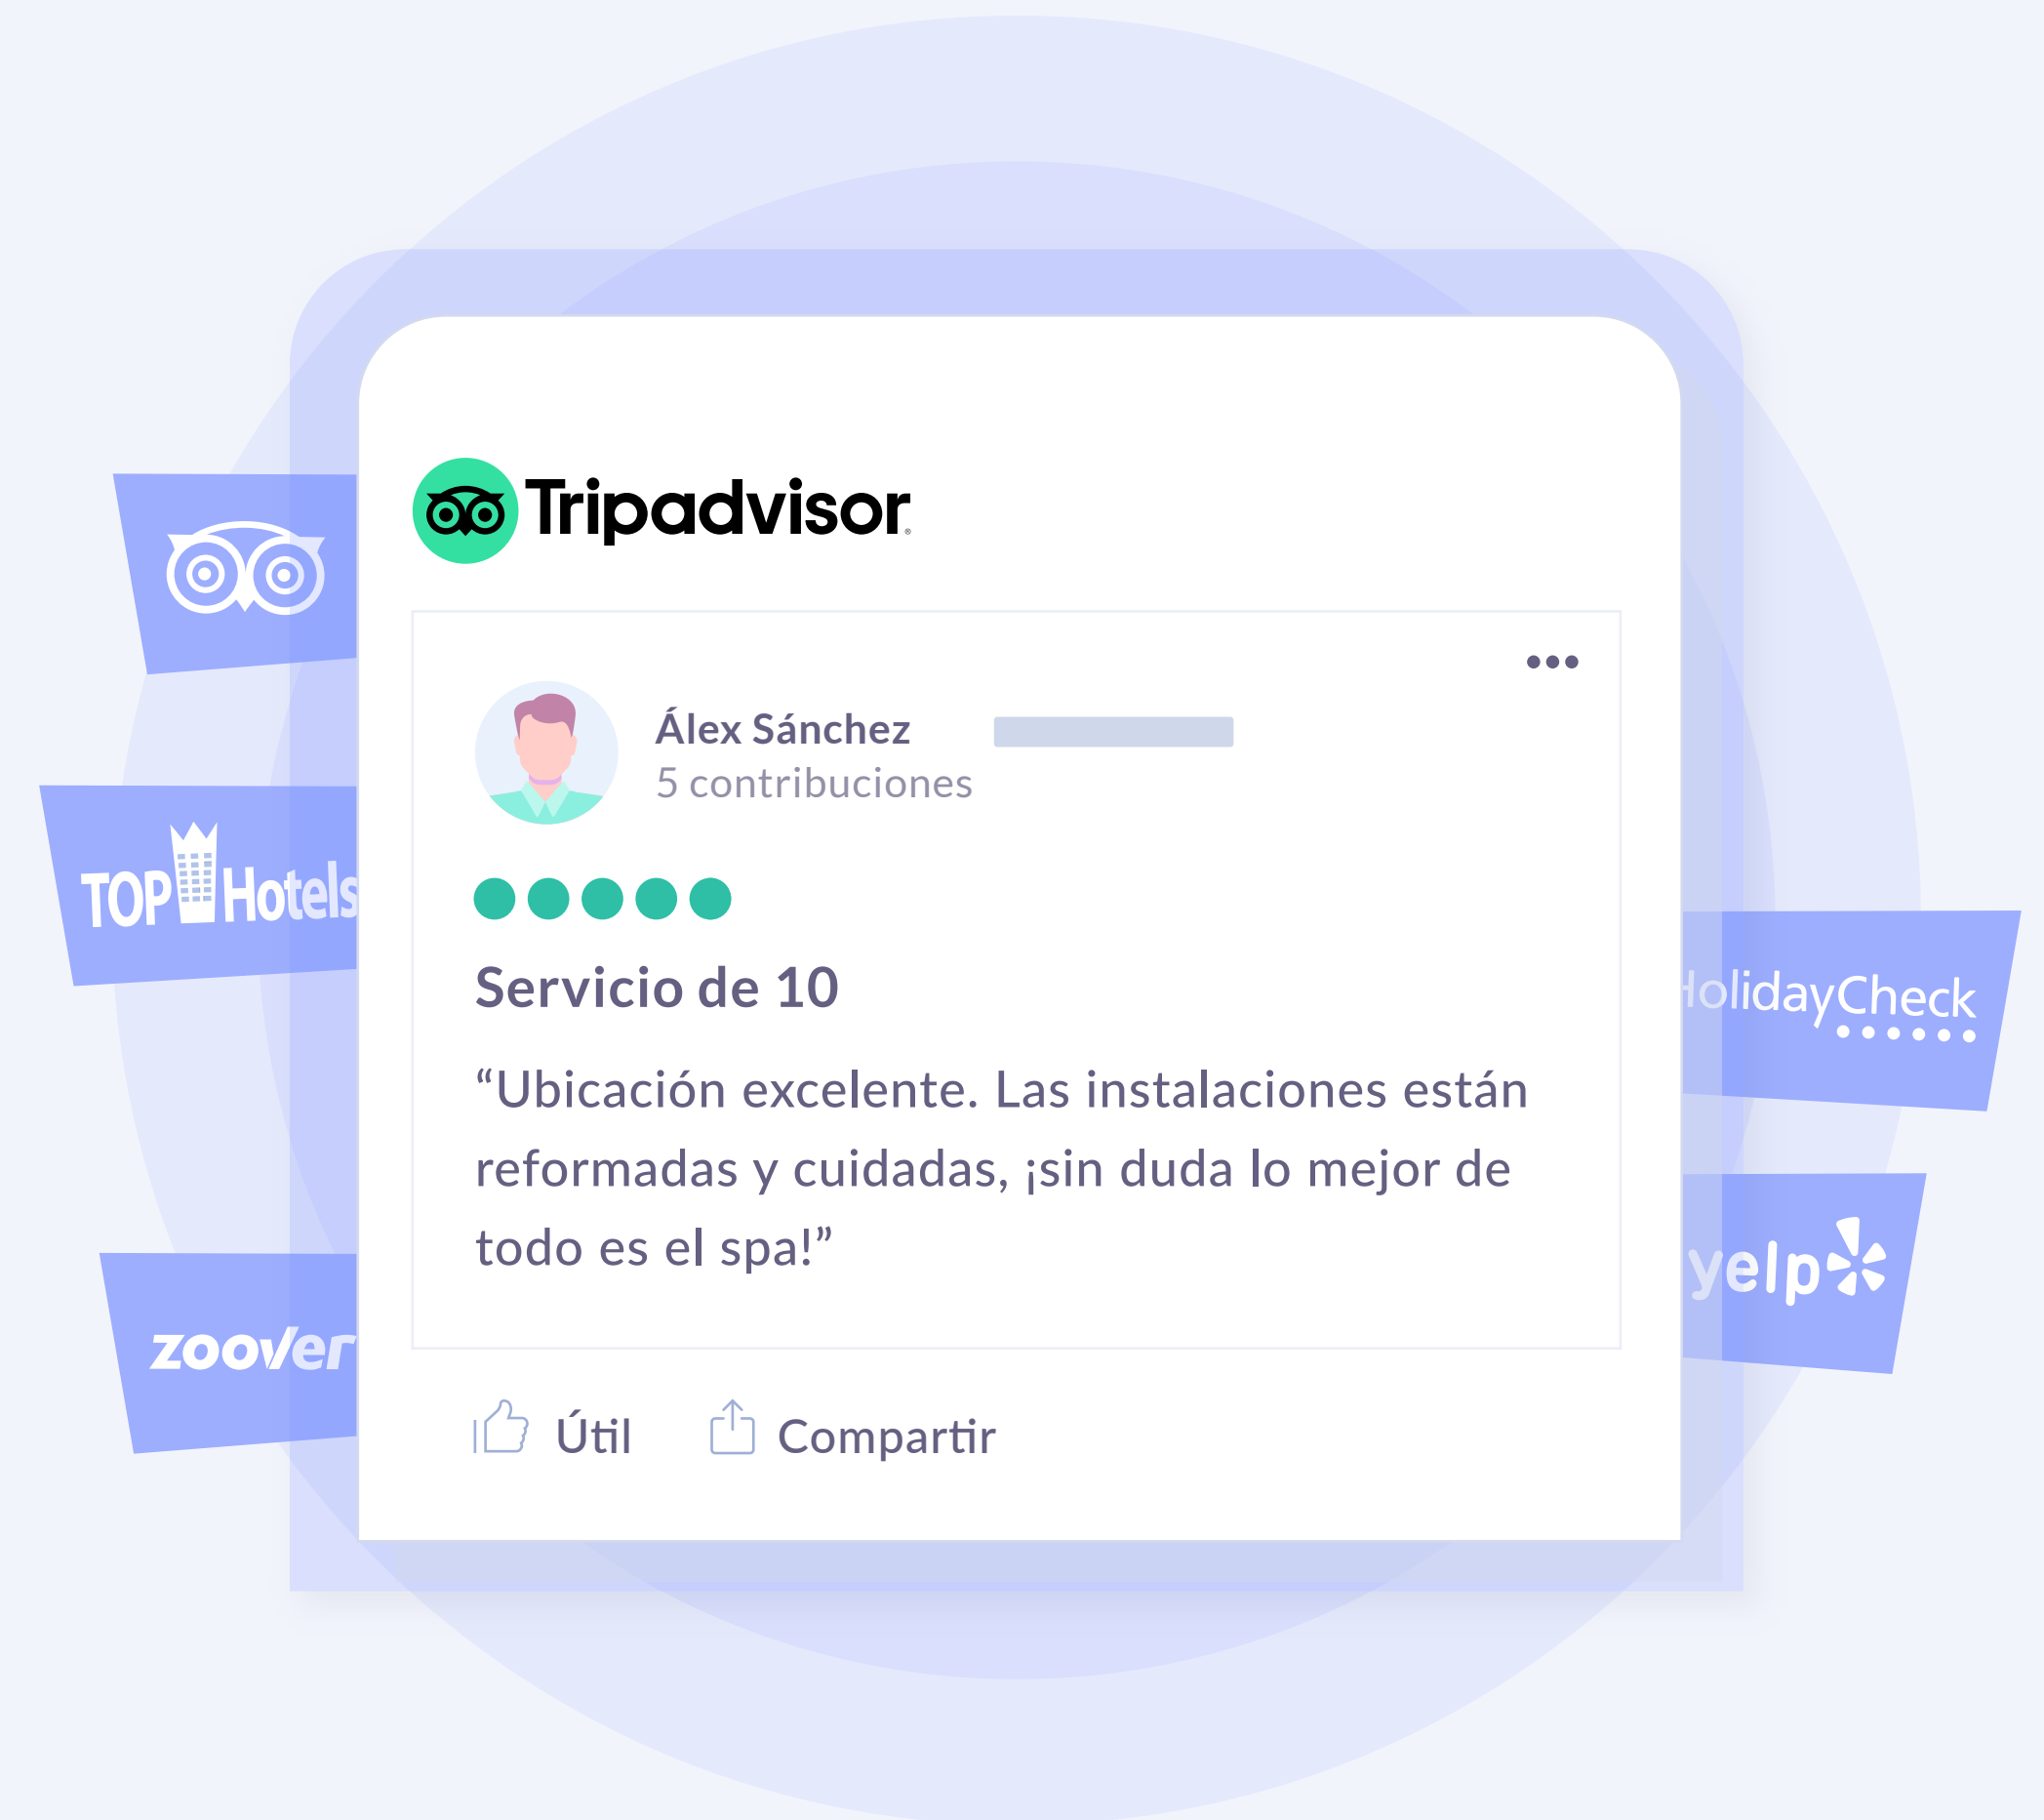 Tripadvisor®
Álex Sánchez
5 contribuciones
Servicio de 10
“Ubicación excelente. Las instalaciones están
reformadas y cuidadas, ¡sin duda lo mejor de
todo es el spa!”
Útil Compartir
TOP Hotels
zoover
HolidayCheck
yelp